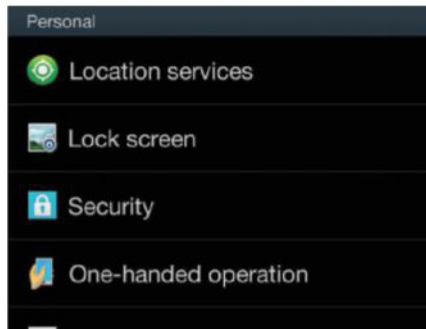 Personal
Location services
Lock screen
Security
One-handed operation